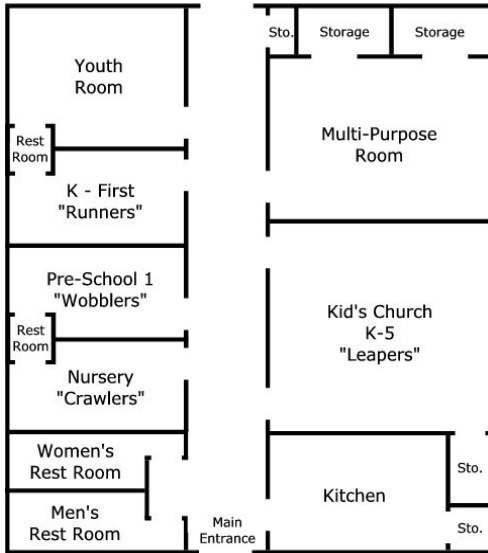 Sto.
Storage
Storage
Youth
Room
Multi-Purpose
Room
Rest
Room
K - First
"Runners"
Pre-School 1
"Wobblers"
Kid's Church
K-5
"Leapers"
Rest
Room
Nursery
"Crawlers"
Women's
Rest Room
Kitchen
Sto.
Men's
Rest Room
Main
Entrance
Sto.